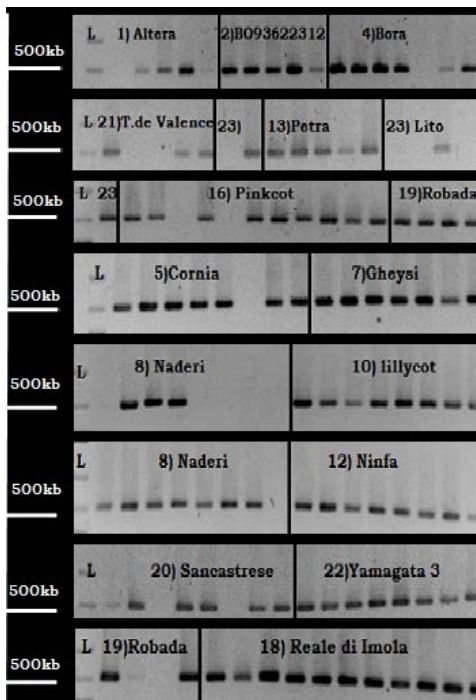 500kb L 1) Altera 2)BO93622312 4)Bora
500kb L 21)T.de Valence 23) 13)Petra 23) Lito
500kb L 23 16) Pinkcot 19)Robada
500kb L 5)Cornia 7)Gheysi
500kb L 8) Naderi 10) lillycot
500kb L 8) Naderi 12) Ninfa
500kb L 20) Sancastrese 22)Yamagata 3
500kb L 19)Robada 18) Reale di Imola